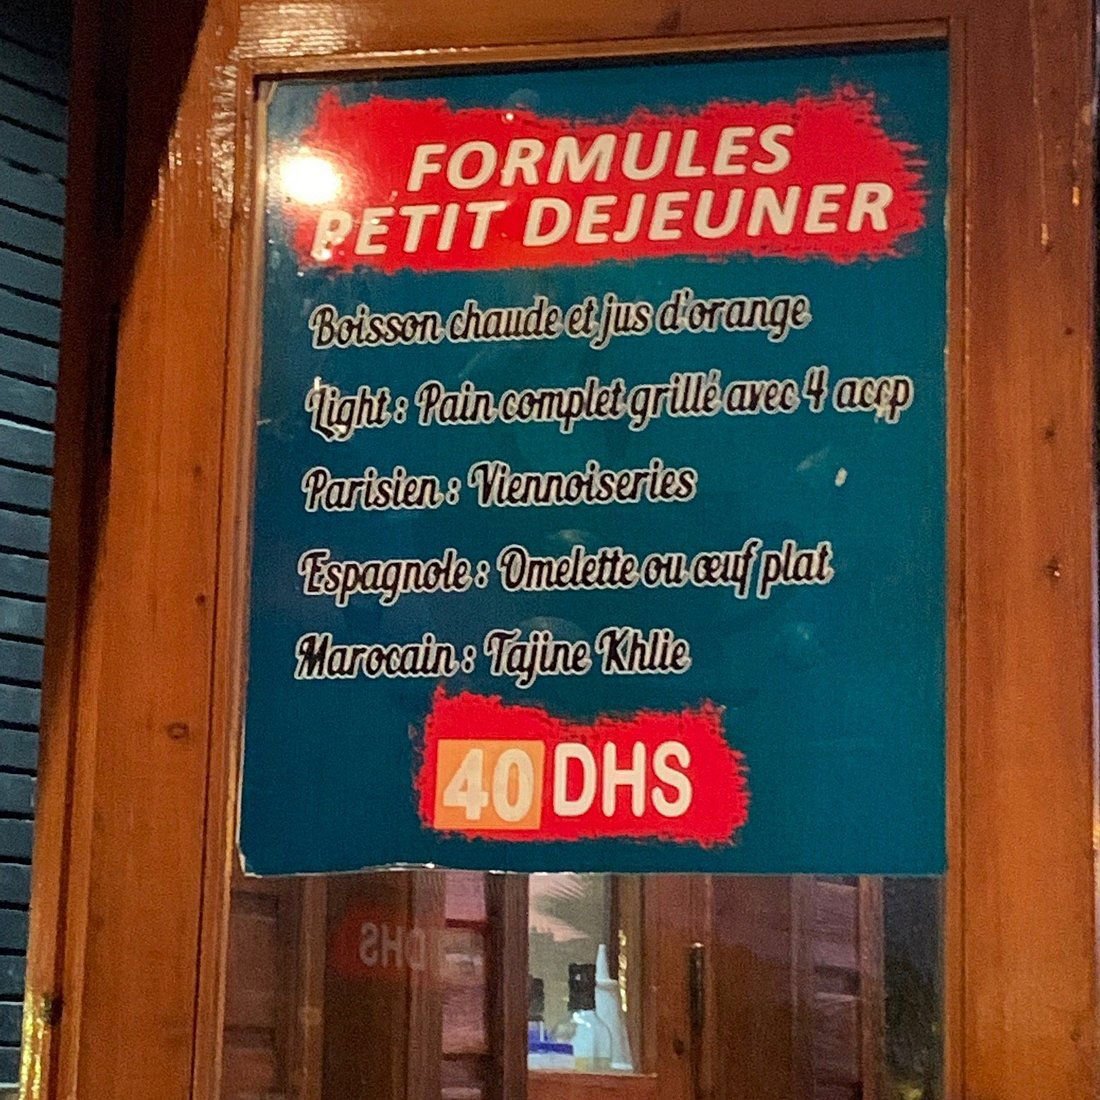 FORMULES
PETIT DEJEUNER
Boisson chaude et jus d'orange
Light : Pain complet grillé avec 4 accp
Parisien : Viennoiseries
Espagnole : Omelette ou œuf plat
Marocain : Tajine Khlie
40 DHS
DHS